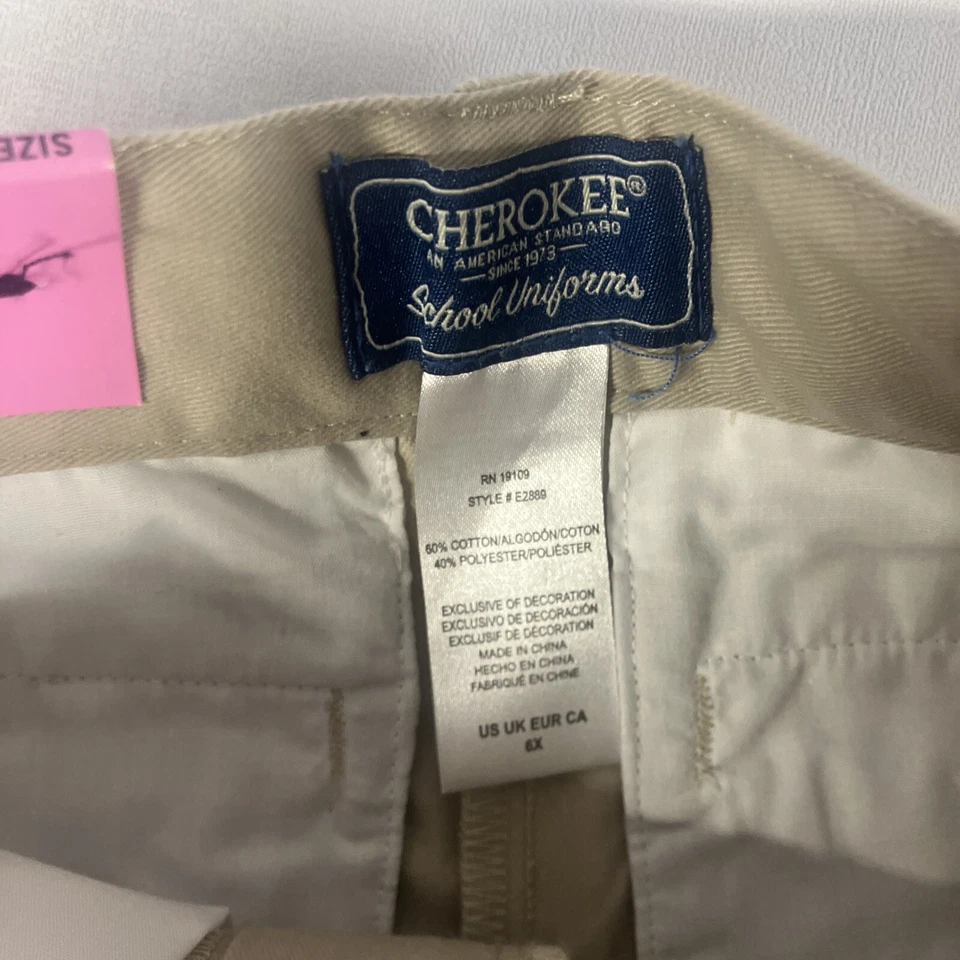 SIZE
CHEROKEE®
AN AMERICAN STANDARD
SINCE 1973
School Uniforms
RN 19109
STYLE # E2889
60% COTTON/ALGODÓN/COTON
40% POLYESTER/POLIÉSTER
EXCLUSIVE OF DECORATION
EXCLUSIVO DE DECORACIÓN
EXCLUSIF DE DÉCORATION
MADE IN CHINA
HECHO EN CHINA
FABRIQUÉ EN CHINE
US UK EUR CA
6X